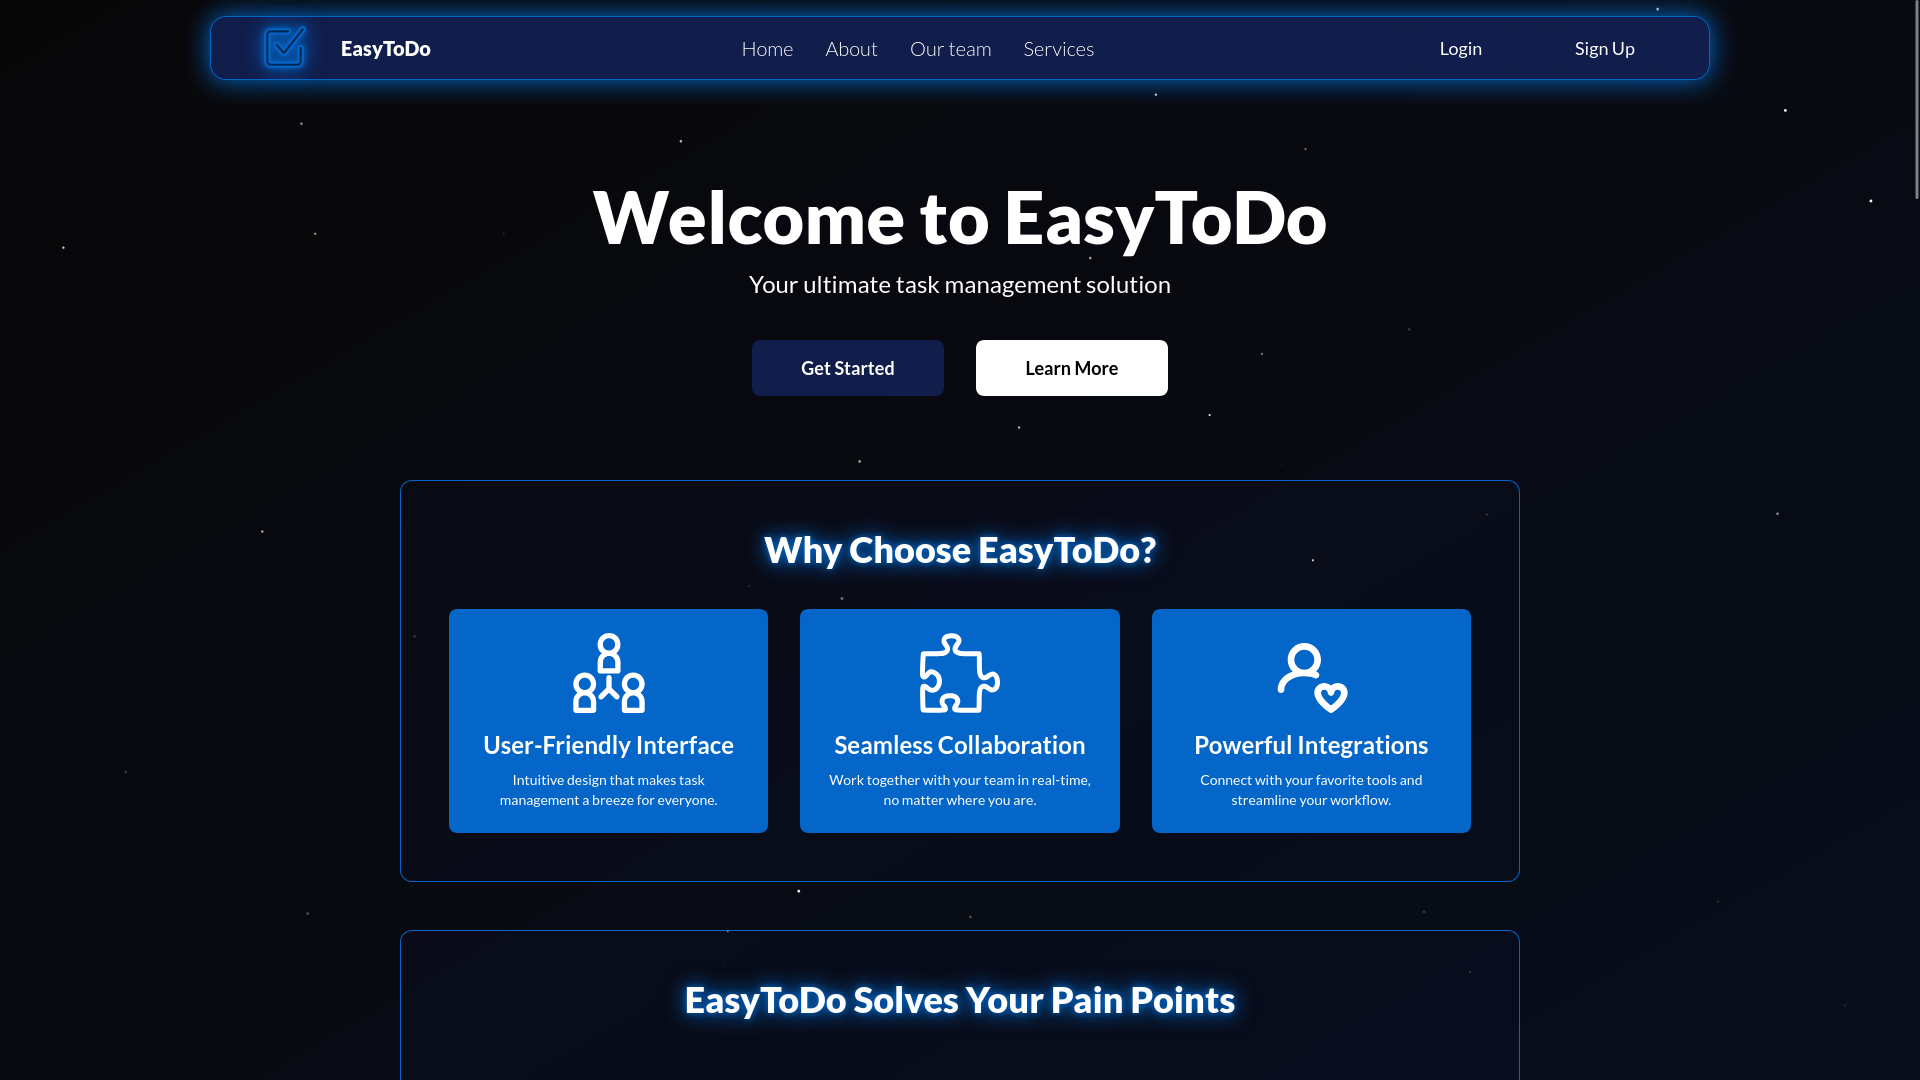 EasyToDo
Home
About
Our team
Services
Login
Sign Up
Welcome to EasyToDo
Your ultimate task management solution
Get Started
Learn More
Why Choose EasyToDo?
User-Friendly Interface
Intuitive design that makes task
management a breeze for everyone.
Seamless Collaboration
Work together with your team in real-time,
no matter where you are.
Powerful Integrations
Connect with your favorite tools and
streamline your workflow.
EasyToDo Solves Your Pain Points